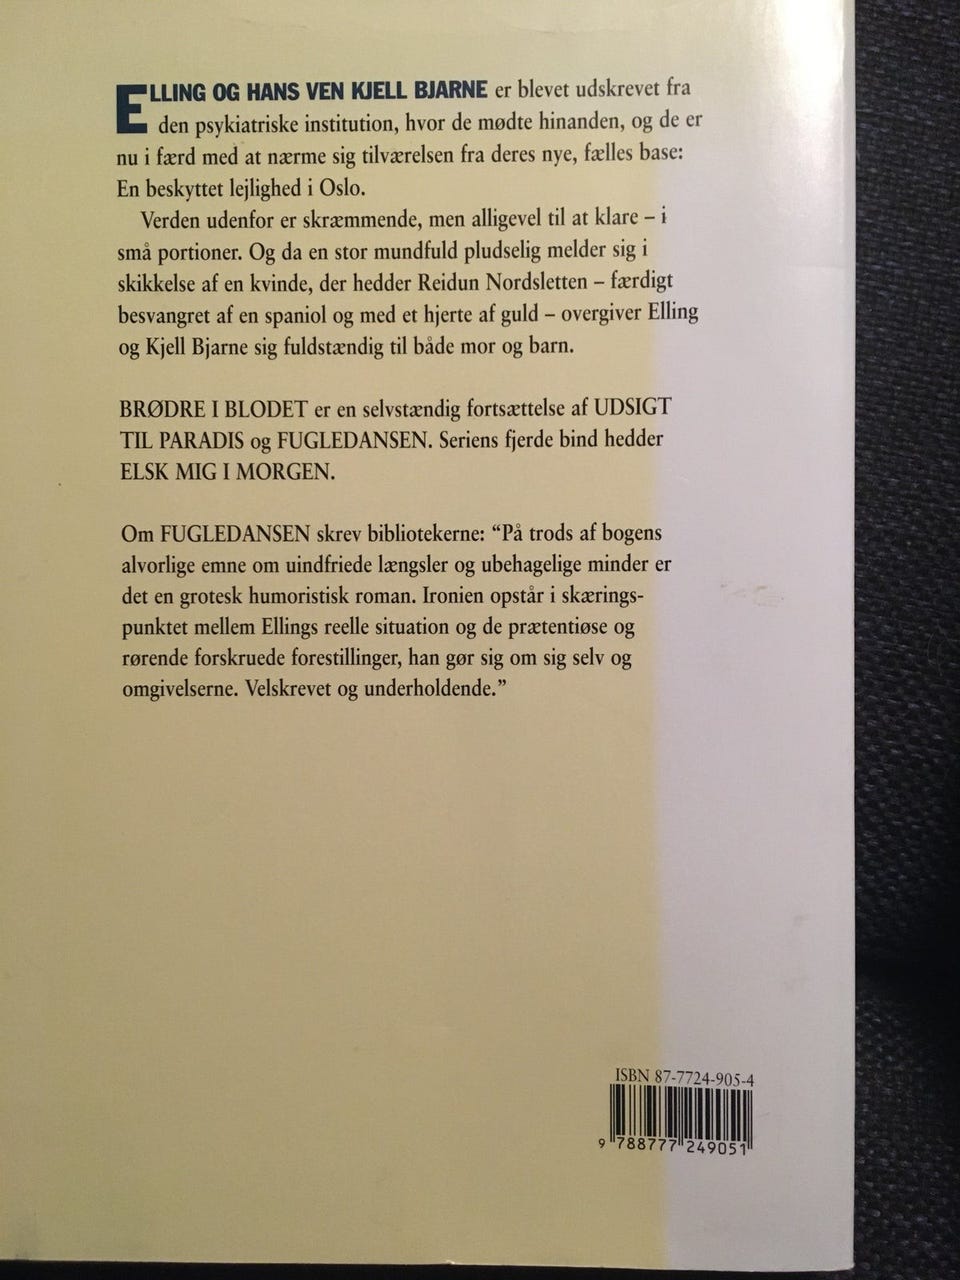 ELLING OG HANS VEN KJELL BJARNE er blevet udskrevet fra
den psykiatriske institution, hvor de mødte hinanden, og de er
nu i færd med at nærme sig tilværelsen fra deres nye, fælles base:
En beskyttet lejlighed i Oslo.
Verden udenfor er skræmmende, men alligevel til at klare – i
små portioner. Og da en stor mundfuld pludselig melder sig i
skikkelse af en kvinde, der hedder Reidun Nordsletten – færdigt
besvangret af en spaniol og med et hjerte af guld – overgiver Elling
og Kjell Bjarne sig fuldstændig til både mor og barn.
BRØDRE I BLODET er en selvstændig fortsættelse af UDSIGT
TIL PARADIS og FUGLEDANSEN. Seriens fjerde bind hedder
ELSK MIG I MORGEN.
Om FUGLEDANSEN skrev bibliotekerne: “På trods af bogens
alvorlige emne om uindfriede længsler og ubehagelige minder er
det en grotesk humoristisk roman. Ironien opstår i skærings-
punktet mellem Ellings reelle situation og de prætentiøse og
rørende forskruede forestillinger, han gør sig om sig selv og
omgivelserne. Velskrevet og underholdende.”
ISBN 87-7724-905-4
9 788777 249051